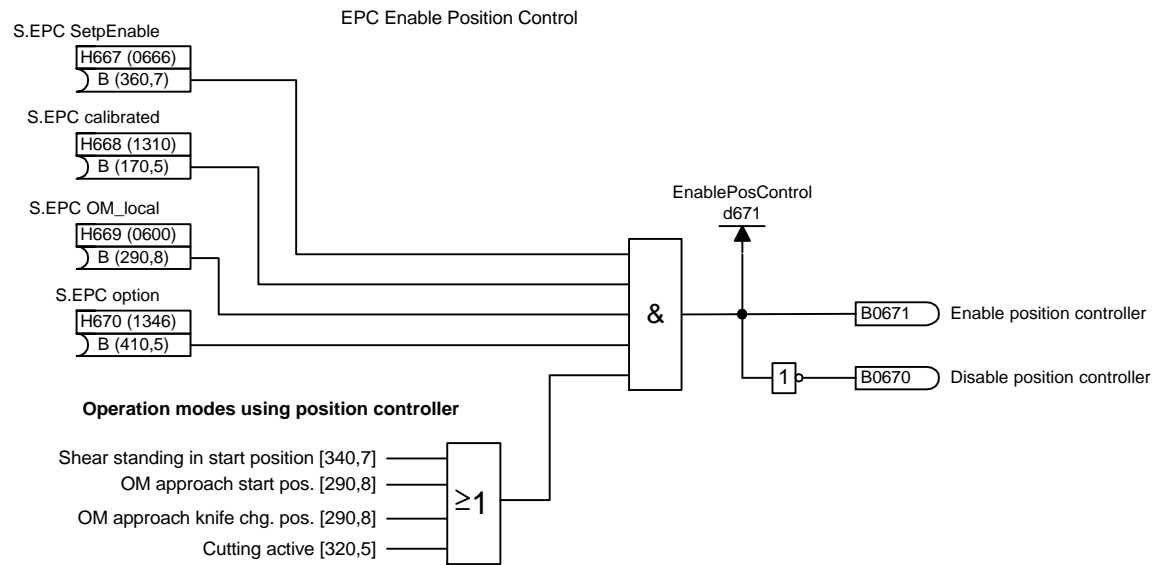 EPC Enable Position Control
S.EPC SetpEnable
H667 (0666)
B (360,7)
S.EPC calibrated
H668 (1310)
B (170,5)
S.EPC OM_local
H669 (0600)
B (290,8)
S.EPC option
H670 (1346)
B (410,5)
EnablePosControl
d671
&
B0671 Enable position controller
1 B0670 Disable position controller
Operation modes using position controller
Shear standing in start position [340,7]
OM approach start pos. [290,8]
≥1
OM approach knife chg. pos. [290,8]
Cutting active [320,5]